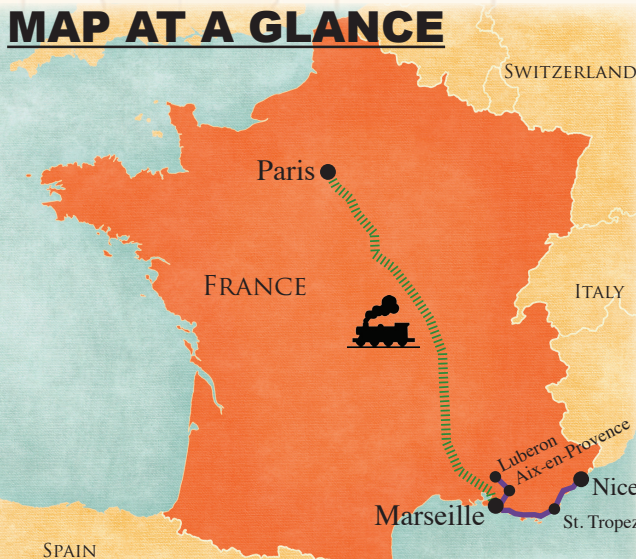 MAP AT A GLANCE
SWITZERLAND
Paris
FRANCE
ITALY
Luberon
Aix-en-Provence
Nice
Marseille
St. Tropez
SPAIN